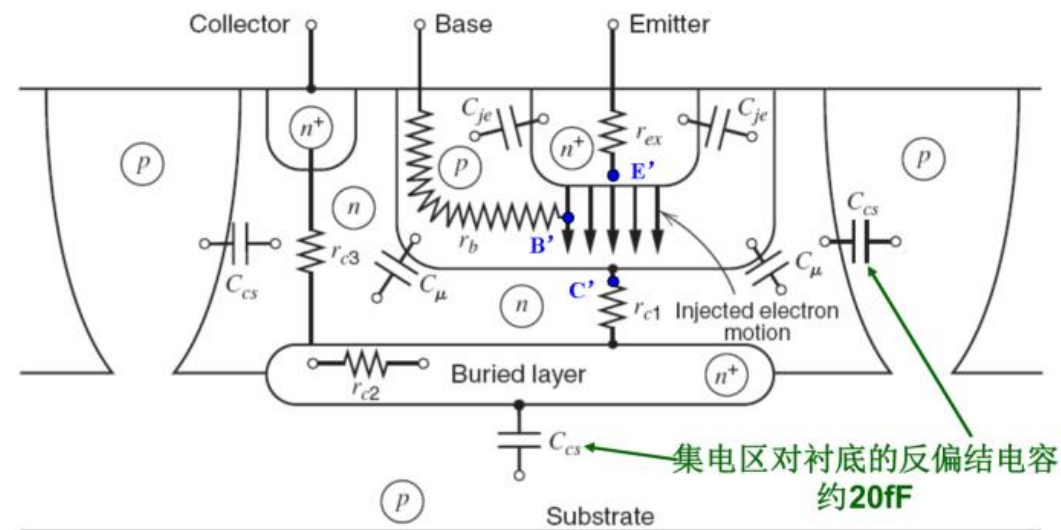 Collector Base Emitter
C_je C_je
n+ n+ r_ex
p p p
E'
n C_cs
r_b B'
r_c3 C_μ C_μ
C_cs C'
n r_c1 Injected electron
motion
Buried layer n+
r_c2
C_cs 集电区对衬底的反偏结电容
约20fF
p Substrate